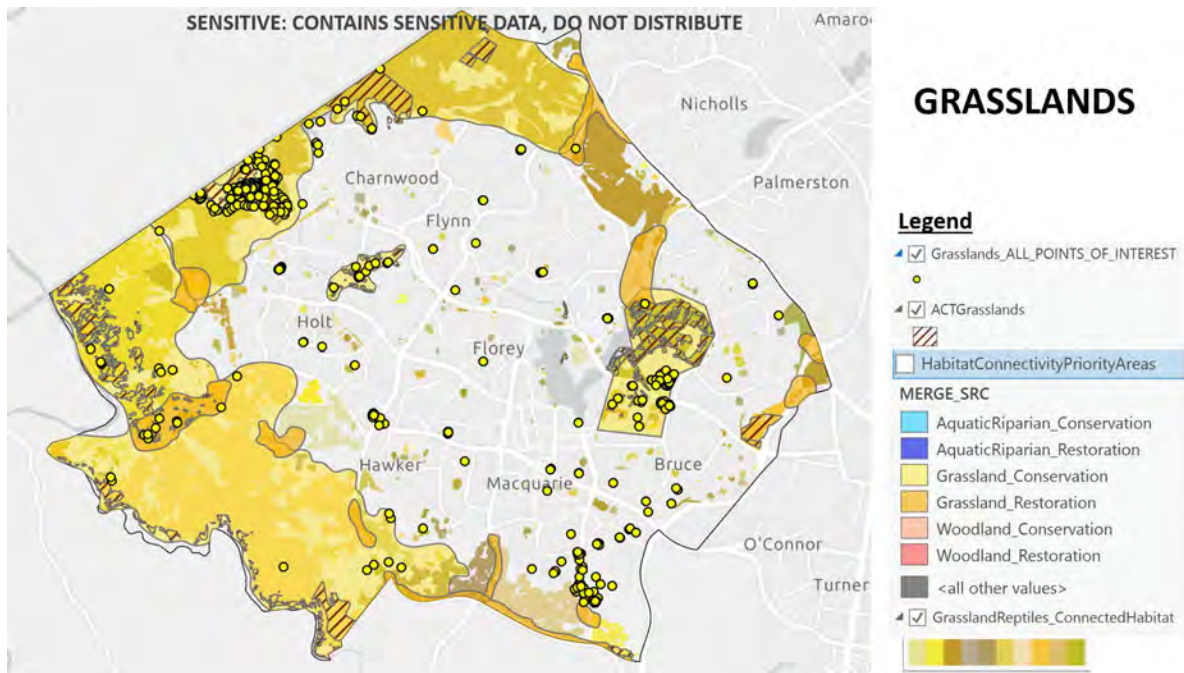 SENSITIVE: CONTAINS SENSITIVE DATA, DO NOT DISTRIBUTE
Nicholls
Palmerston
Charnwood
Flynn
Holt
Florey
Hawker
Macquarie
Bruce
O'Connor
Turner
GRASSLANDS
Legend
Grasslands_ALL_POINTS_OF_INTEREST
ACTGrasslands
HabitatConnectivityPriorityAreas
MERGE_SRC
AquaticRiparian_Conservation
AquaticRiparian_Restoration
Grassland_Conservation
Grassland_Restoration
Woodland_Conservation
Woodland_Restoration
<all other values>
GrasslandReptiles_ConnectedHabitat